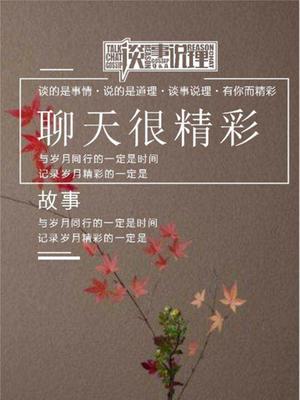 TALK
CHAT
GOSSIP
谈事说理
REASON
CHAT
谈的是事情·说的是道理·谈事说理·有你而精彩
聊天很精彩
与岁月同行的一定是时间
记录岁月精彩的一定是
故事
与岁月同行的一定是时间
记录岁月精彩的一定是